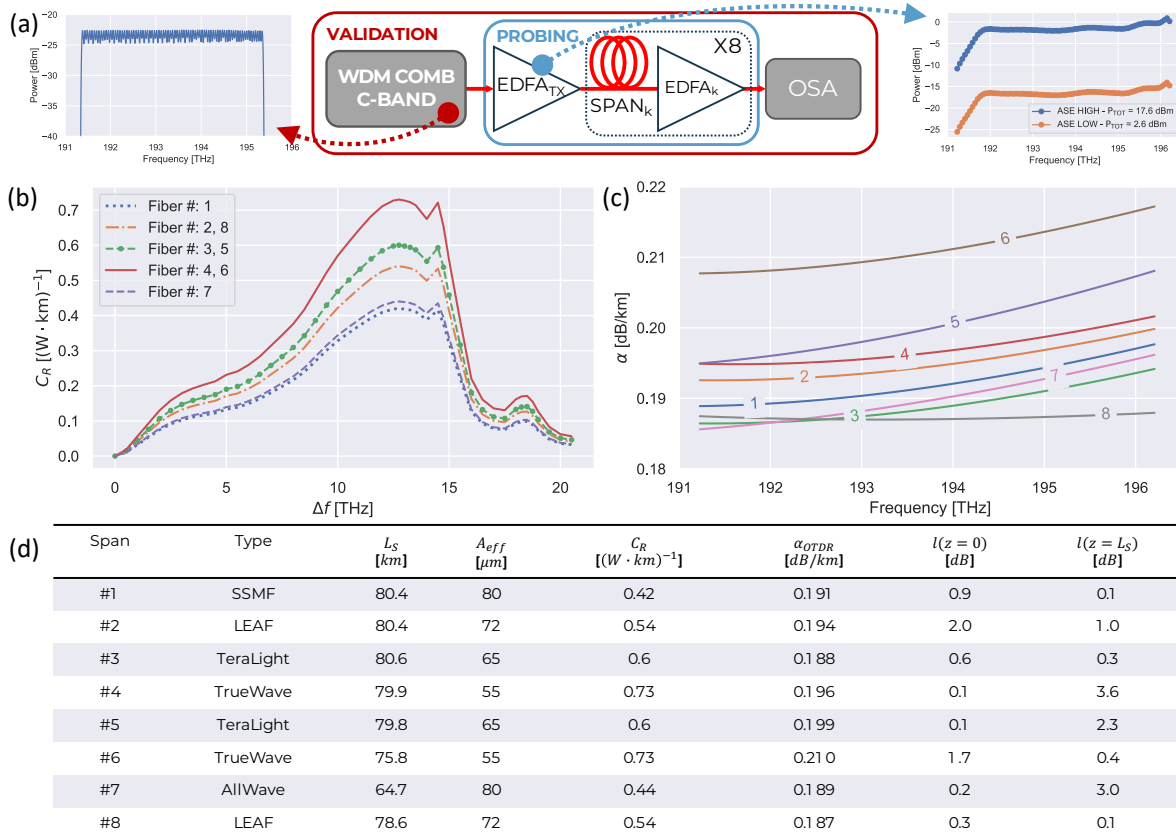 (a)
−20
−25
−30
−35
−40
Power [dBm]
191 192 193 194 195 196
Frequency [THz]
VALIDATION
PROBING
X8
WDM COMB
C-BAND
EDFA_TX
SPAN_k
EDFA_k
OSA
0
−5
−10
−15
−20
−25
Power [dBm]
ASE HIGH - P_TOT = 17.6 dBm
ASE LOW - P_TOT = 2.6 dBm
191 192 193 194 195 196
Frequency [THz]
(b)
0.7
0.6
0.5
0.4
0.3
0.2
0.1
0.0
C_R [(W · km)⁻¹]
Fiber #: 1
Fiber #: 2, 8
Fiber #: 3, 5
Fiber #: 4, 6
Fiber #: 7
0 5 10 15 20
Δf [THz]
(c)
0.22
0.21
0.20
0.19
0.18
α [dB/km]
6
5
4
2
7
1
3
8
191 192 193 194 195 196
Frequency [THz]
(d)
Span Type L_S [km] A_eff [μm] C_R [(W · km)⁻¹] α_OTDR [dB/km] l(z = 0) [dB] l(z = L_S) [dB]
#1 SSMF 80.4 80 0.42 0.191 0.9 0.1
#2 LEAF 80.4 72 0.54 0.194 2.0 1.0
#3 TeraLight 80.6 65 0.6 0.188 0.6 0.3
#4 TrueWave 79.9 55 0.73 0.196 0.1 3.6
#5 TeraLight 79.8 65 0.6 0.199 0.1 2.3
#6 TrueWave 75.8 55 0.73 0.210 1.7 0.4
#7 AllWave 64.7 80 0.44 0.189 0.2 3.0
#8 LEAF 78.6 72 0.54 0.187 0.3 0.1